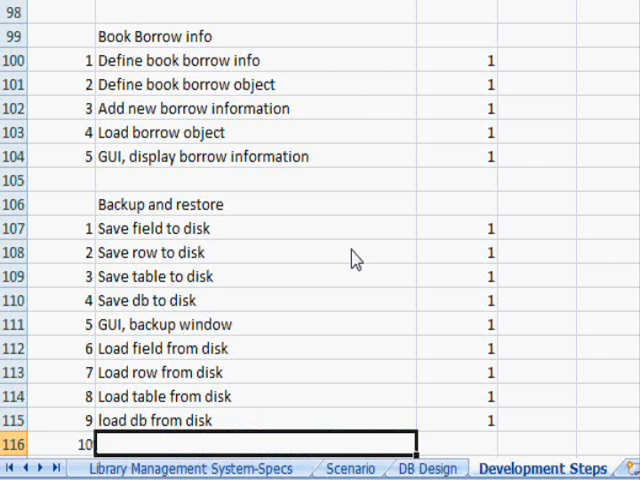 98
99 Book Borrow info
100 1 Define book borrow info 1
101 2 Define book borrow object 1
102 3 Add new borrow information 1
103 4 Load borrow object 1
104 5 GUI, display borrow information 1
105
106 Backup and restore
107 1 Save field to disk 1
108 2 Save row to disk 1
109 3 Save table to disk 1
110 4 Save db to disk 1
111 5 GUI, backup window 1
112 6 Load field from disk 1
113 7 Load row from disk 1
114 8 Load table from disk 1
115 9 load db from disk 1
116 10
Library Management System-Specs Scenario DB Design Development Steps